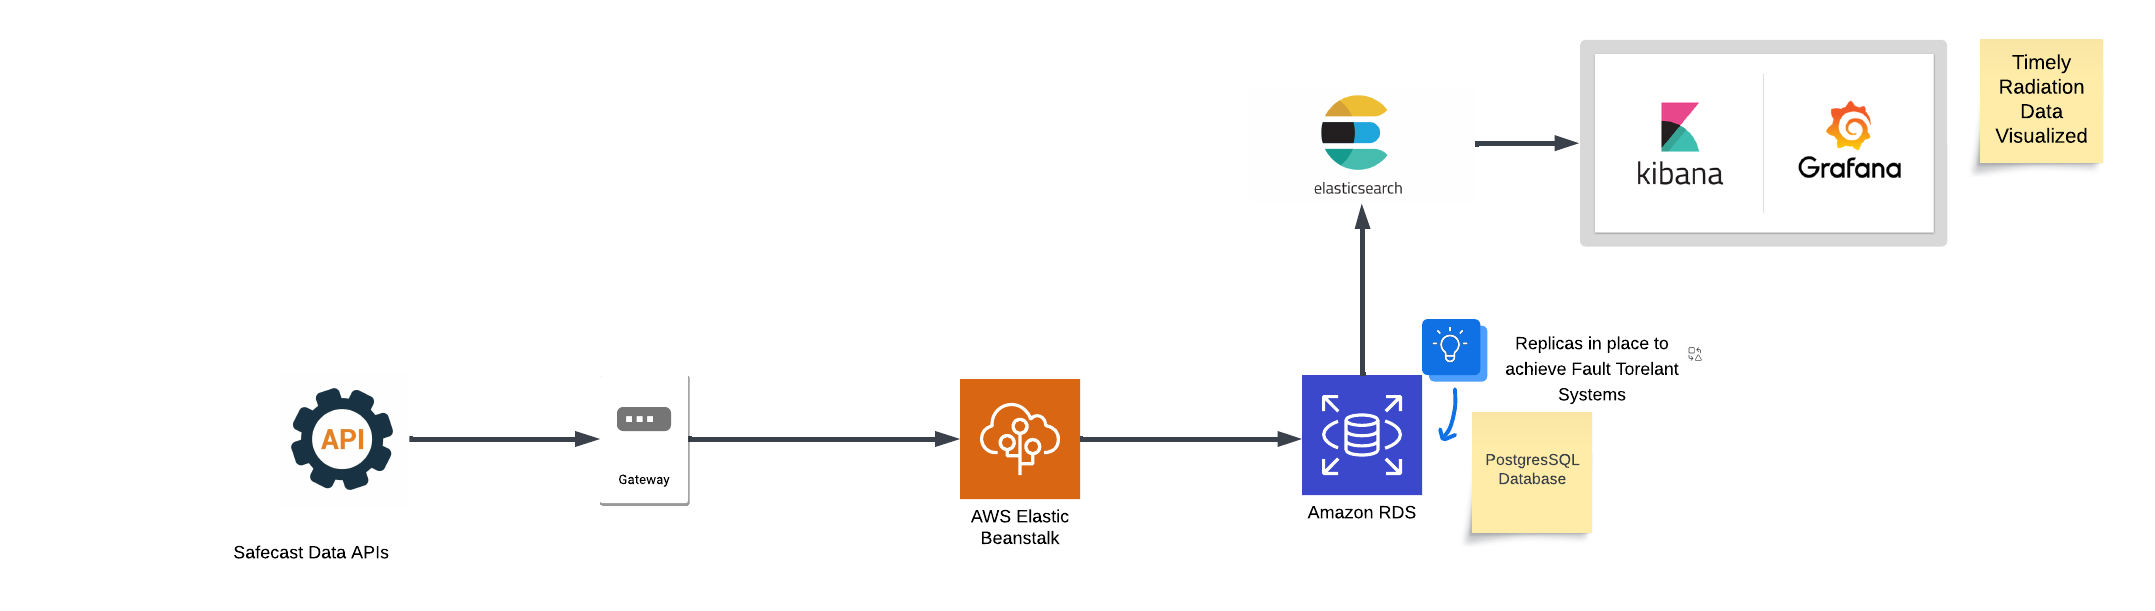 API
Safecast Data APIs
Gateway
AWS Elastic
Beanstalk
Amazon RDS
Replicas in place to
achieve Fault Torelant
Systems
PostgresSQL
Database
elasticsearch
kibana
Grafana
Timely
Radiation
Data
Visualized